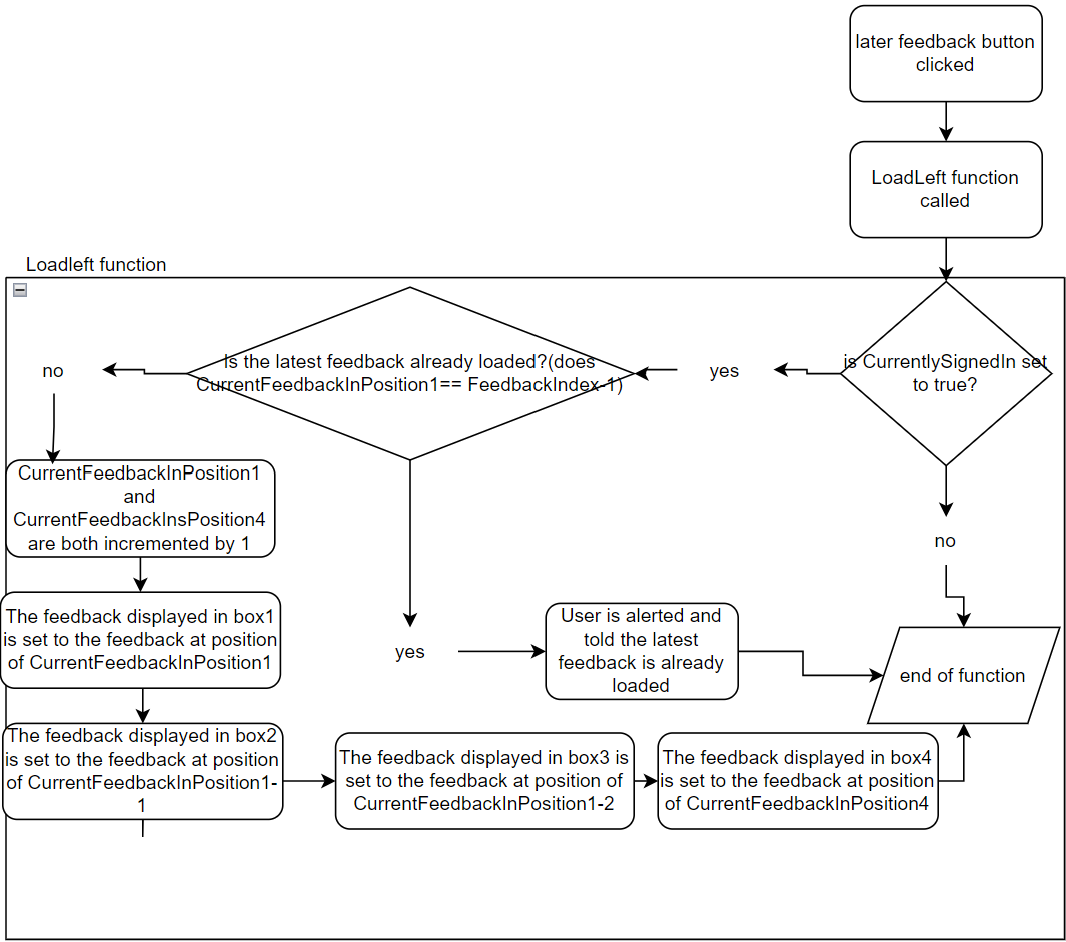 later feedback button
clicked
LoadLeft function
called
Loadleft function
is CurrentlySignedIn set
to true?
yes
Is the latest feedback already loaded?(does
CurrentFeedbackInPosition1== FeedbackIndex-1)
no
CurrentFeedbackInPosition1
and
CurrentFeedbackInsPosition4
are both incremented by 1
no
The feedback displayed in box1
is set to the feedback at position
of CurrentFeedbackInPosition1
yes
User is alerted and
told the latest
feedback is already
loaded
end of function
The feedback displayed in box2
is set to the feedback at position
of CurrentFeedbackInPosition1-
1
The feedback displayed in box3 is
set to the feedback at position of
CurrentFeedbackInPosition1-2
The feedback displayed in box4
is set to the feedback at position
of CurrentFeedbackInPosition4